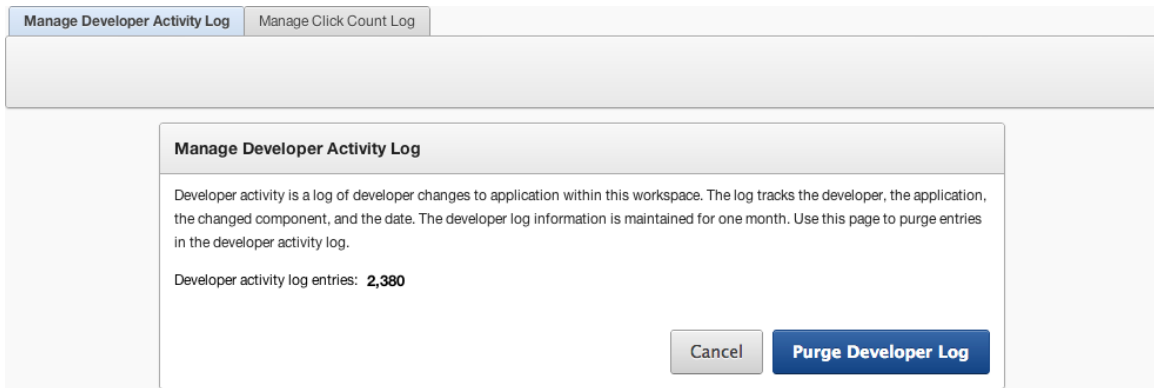 Manage Developer Activity Log
Manage Click Count Log
Manage Developer Activity Log
Developer activity is a log of developer changes to application within this workspace. The log tracks the developer, the application,
the changed component, and the date. The developer log information is maintained for one month. Use this page to purge entries
in the developer activity log.
Developer activity log entries: 2,380
Cancel
Purge Developer Log